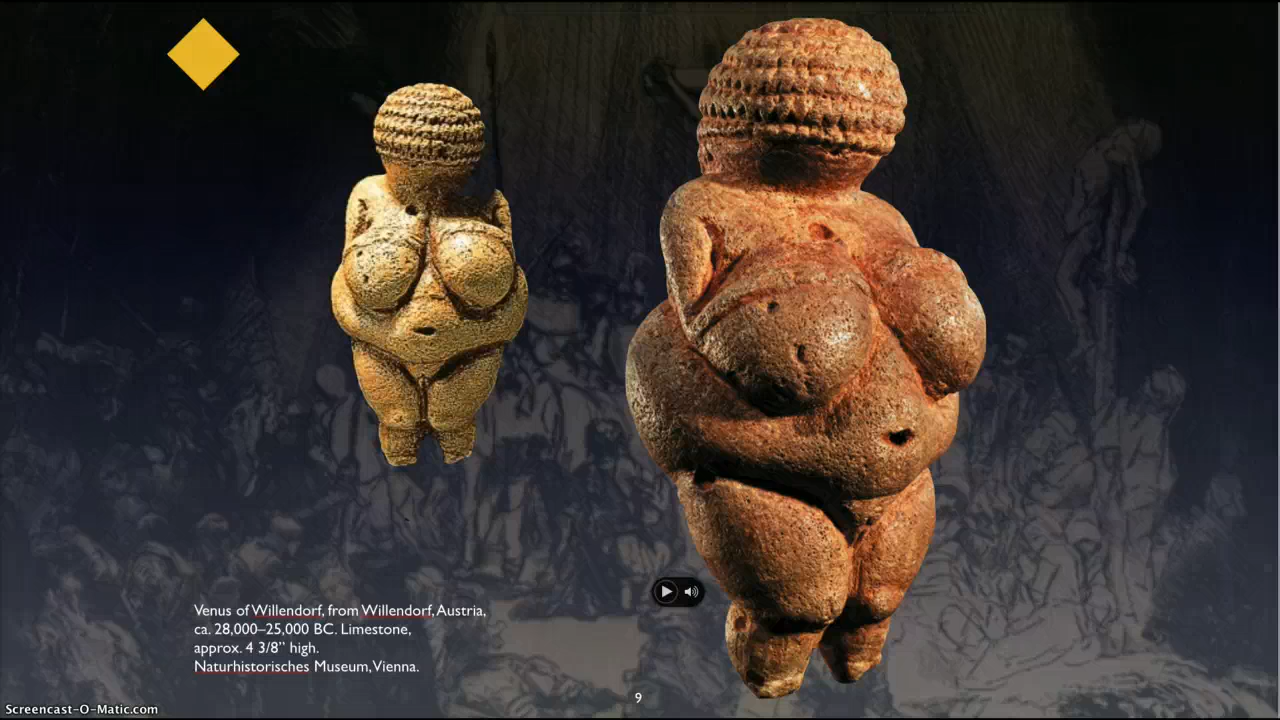 Venus of Willendorf, from Willendorf, Austria,
ca. 28,000–25,000 BC. Limestone,
approx. 4 3/8” high.
Naturhistorisches Museum, Vienna.
9
Screencast-O-Matic.com